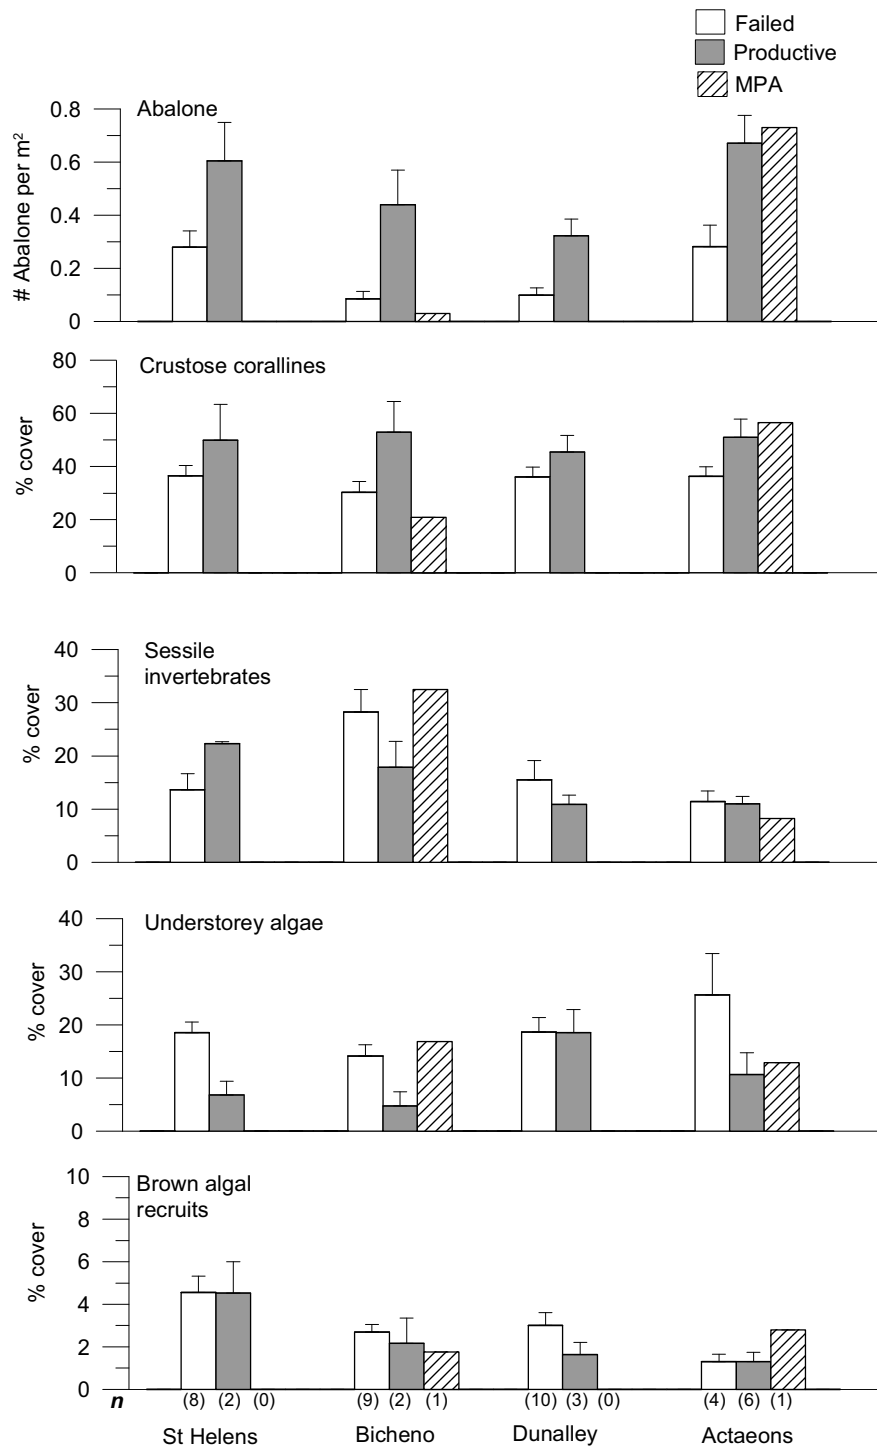 Failed
Productive
MPA
Abalone
# Abalone per m²
0.8
0.6
0.4
0.2
0
Crustose corallines
% cover
80
60
40
20
0
Sessile
invertebrates
% cover
40
30
20
10
0
Understorey algae
% cover
40
30
20
10
0
Brown algal
recruits
% cover
10
8
6
4
2
0
n (8) (2) (0) (9) (2) (1) (10) (3) (0) (4) (6) (1)
St Helens Bicheno Dunalley Actaeons